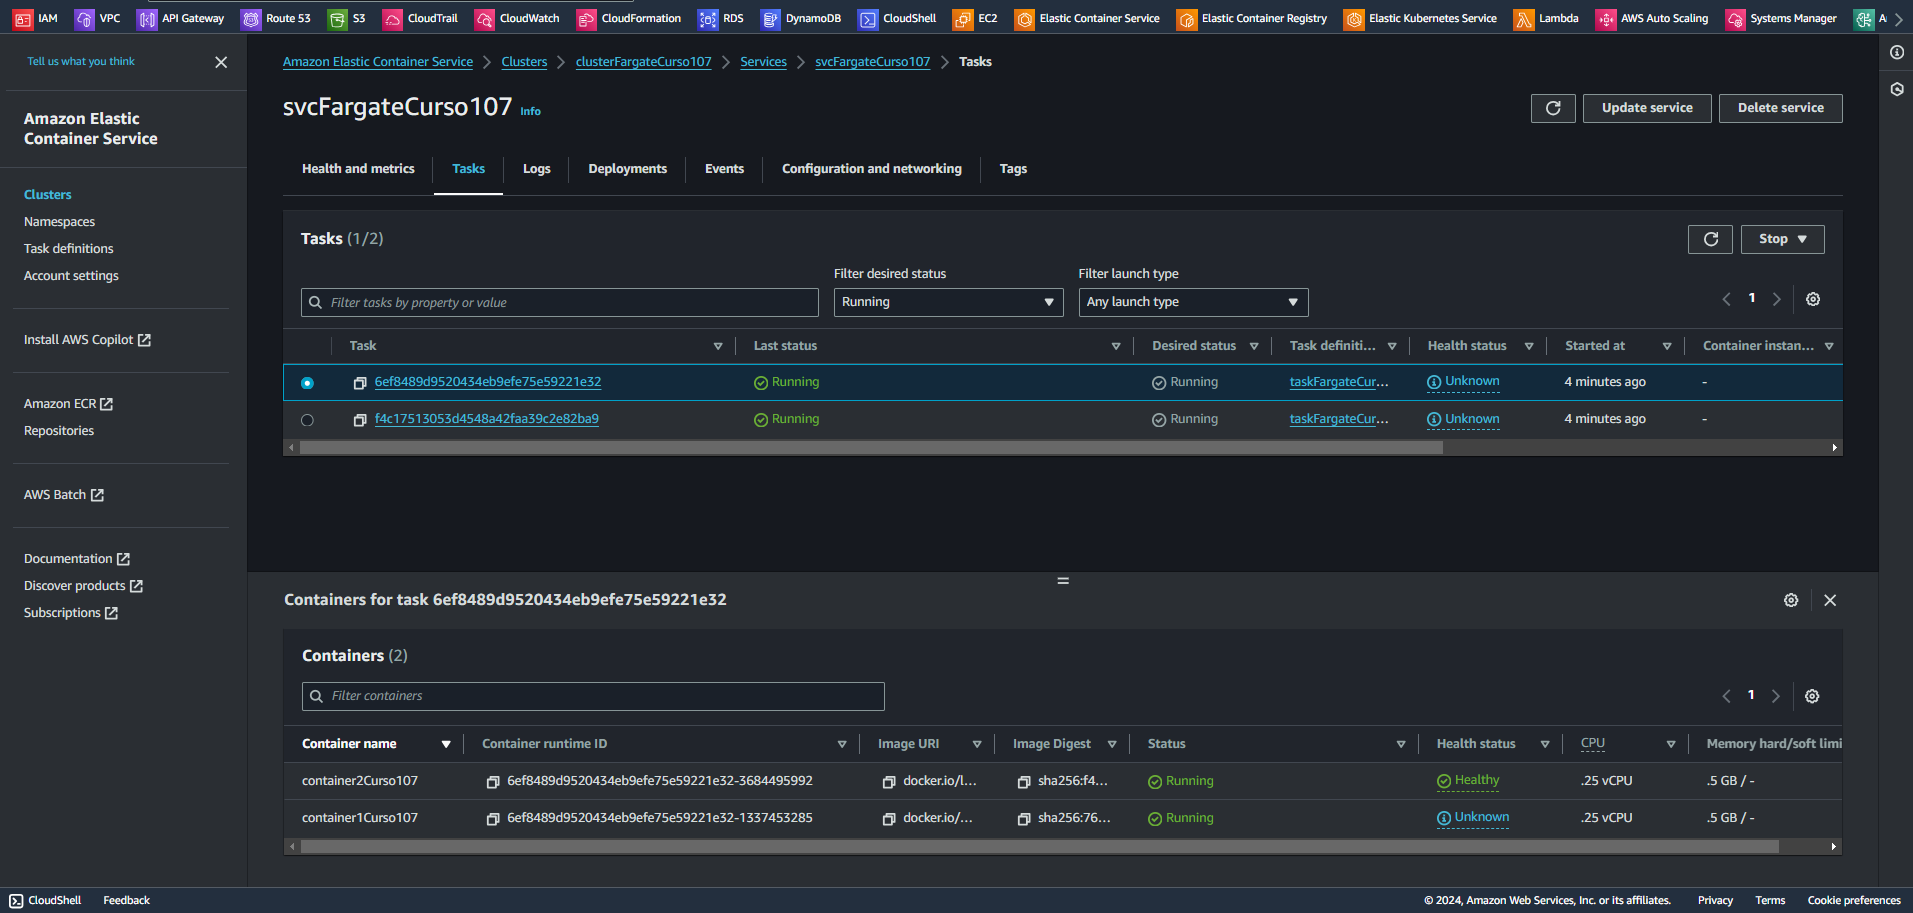 IAM VPC API Gateway Route 53 S3 CloudTrail CloudWatch CloudFormation RDS DynamoDB CloudShell EC2 Elastic Container Service Elastic Container Registry Elastic Kubernetes Service Lambda AWS Auto Scaling Systems Manager
Tell us what you think
Amazon Elastic
Container Service
Clusters
Namespaces
Task definitions
Account settings
Install AWS Copilot
Amazon ECR
Repositories
AWS Batch
Documentation
Discover products
Subscriptions
Amazon Elastic Container Service Clusters clusterFargateCurso107 Services svcFargateCurso107 Tasks
svcFargateCurso107 Info
Update service Delete service
Health and metrics Tasks Logs Deployments Events Configuration and networking Tags
Tasks (1/2)
Stop
Filter desired status Filter launch type
Filter tasks by property or value Running Any launch type 1
Task Last status Desired status Task definiti... Health status Started at Container instan...
6ef8489d9520434eb9efe75e59221e32 Running Running taskFargateCur... Unknown 4 minutes ago -
f4c17513053d4548a42faa39c2e82ba9 Running Running taskFargateCur... Unknown 4 minutes ago -
Containers for task 6ef8489d9520434eb9efe75e59221e32
Containers (2)
Filter containers 1
Container name Container runtime ID Image URI Image Digest Status Health status CPU Memory hard/soft limi
container2Curso107 6ef8489d9520434eb9efe75e59221e32-3684495992 docker.io/l... sha256:f4... Running Healthy .25 vCPU .5 GB / -
container1Curso107 6ef8489d9520434eb9efe75e59221e32-1337453285 docker.io/... sha256:76... Running Unknown .25 vCPU .5 GB / -
CloudShell Feedback © 2024, Amazon Web Services, Inc. or its affiliates. Privacy Terms Cookie preferences